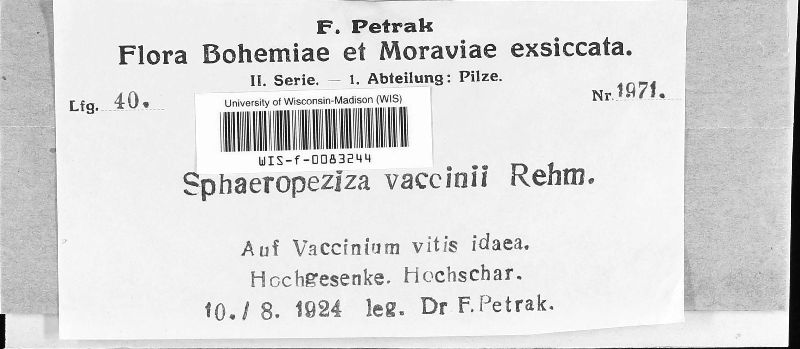 F. Petrak
Flora Bohemiae et Moraviae exsiccata.
II. Serie. — 1. Abteilung: Pilze.
Lfg. 40.
Nr. 1971.
University of Wisconsin-Madison (WIS)
WIS-f-0083244
Sphaeropeziza vaccinii Rehm.
Auf Vaccinium vitis idaea.
Hochgesenke. Hochschar.
10./ 8. 1924 leg. Dr F. Petrak.